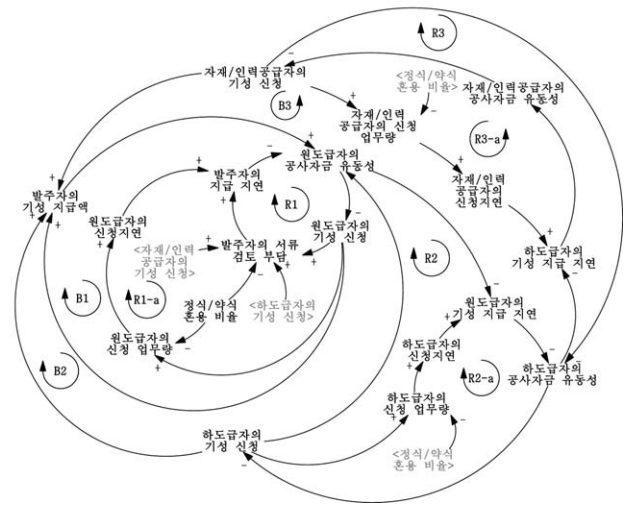 R3
자재/인력공급자의
기성 신청
B3
<정식/약식
혼용 비율>
자재/인력공급자의
공사자금 유동성
자재/인력
공급자의 신청
업무량
R3-a
원도급자의
공사자금 유동성
발주자의
지급 지연
자재/인력
공급자의
신청지연
발주자의
기성 지급액
R1
원도급자의
신청지연
원도급자의
기성 신청
<자재/인력
공급자의
기성 신청>
발주자의 서류
검토 부담
R2
하도급자의
기성 지급 지연
B1
R1-a
정식/약식
혼용 비율
<하도급자의
기성 신청>
원도급자의
기성 지급 지연
원도급자의
신청 업무량
하도급자의
신청지연
B2
R2-a
하도급자의
공사자금 유동성
하도급자의
신청 업무량
하도급자의
기성 신청
<정식/약식
혼용 비율>